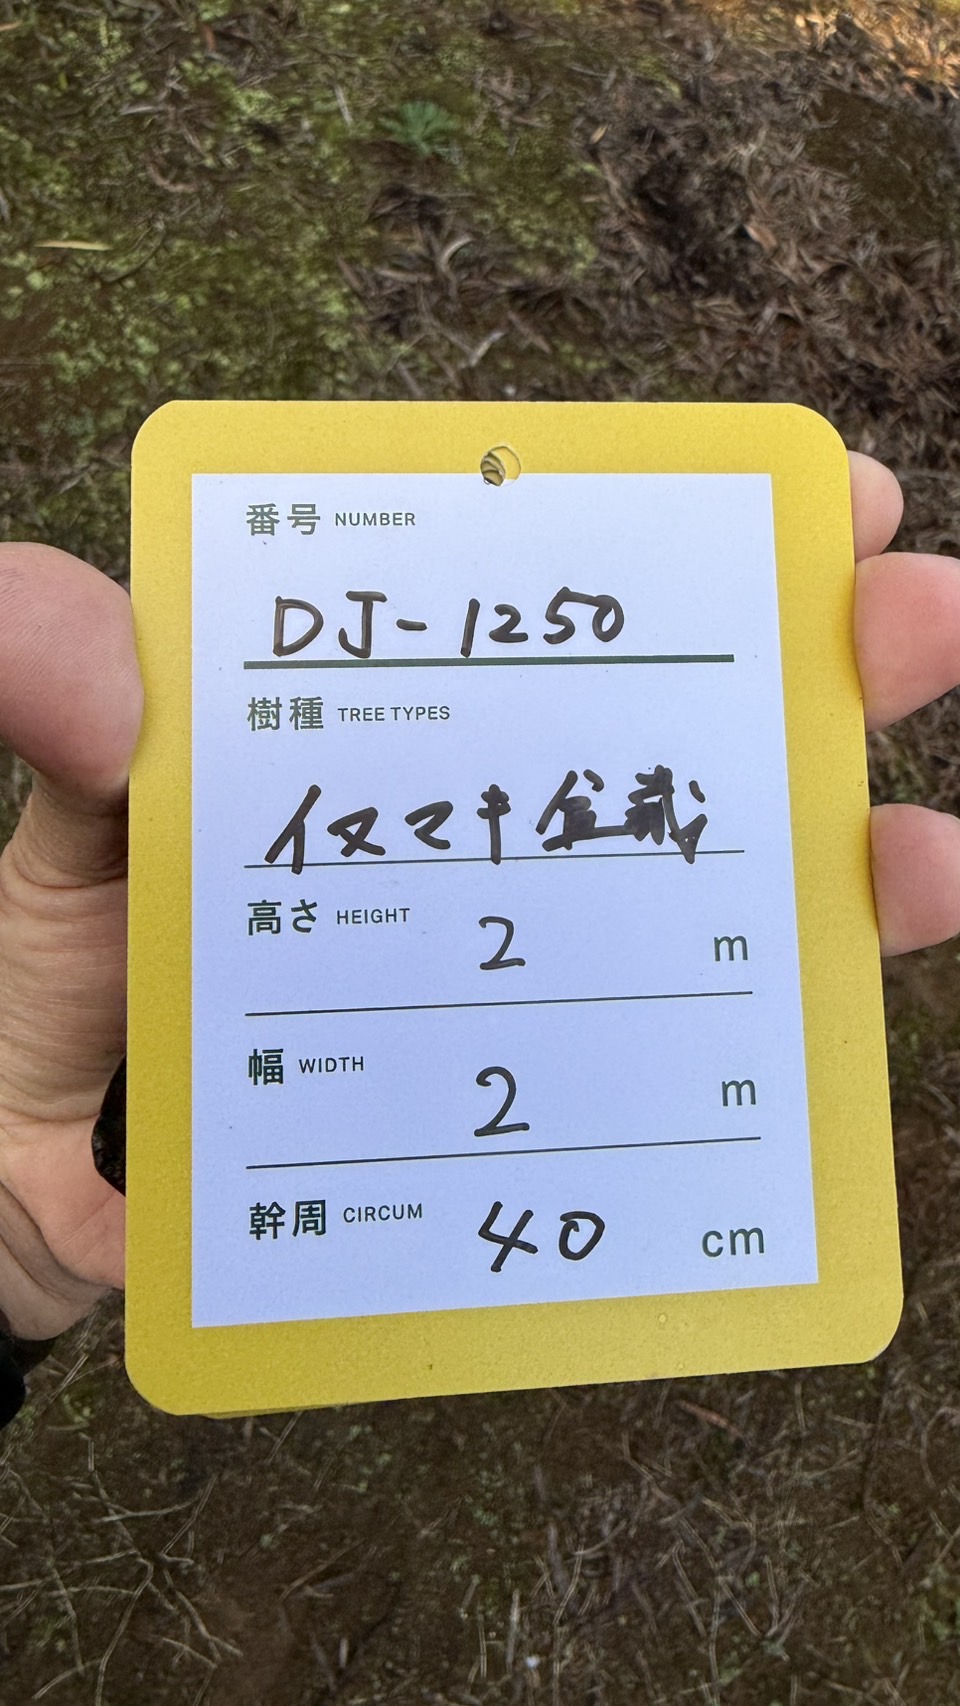 番号 NUMBER
DJ-1250
樹種 TREE TYPES
イヌマキ盆栽
高さ HEIGHT 2 m
幅 WIDTH 2 m
幹周 CIRCUM 40 cm